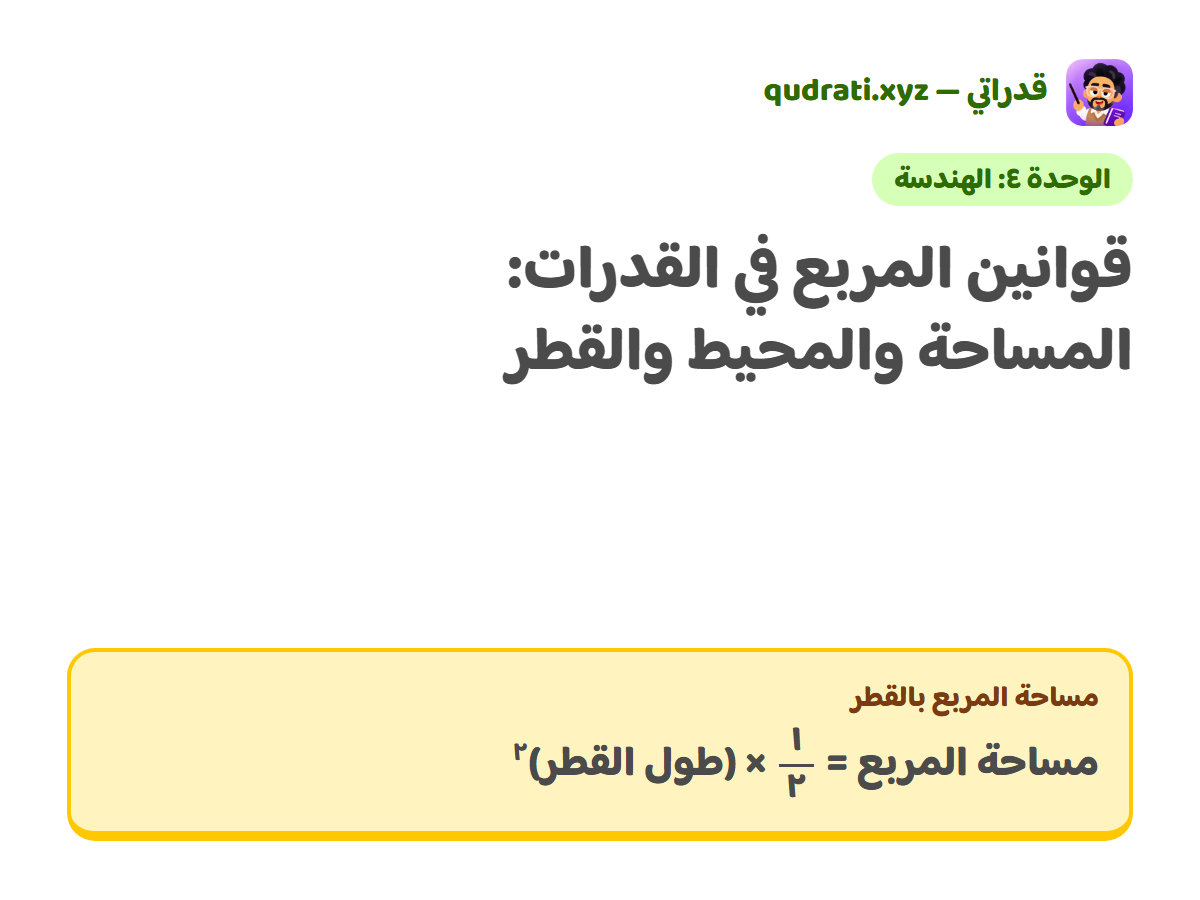 قدراتي — qudrati.xyz
الوحدة ٤: الهندسة
قوانين المربع في القدرات:
المساحة والمحيط والقطر
مساحة المربع بالقطر
مساحة المربع = ١/٢ × (طول القطر)٢